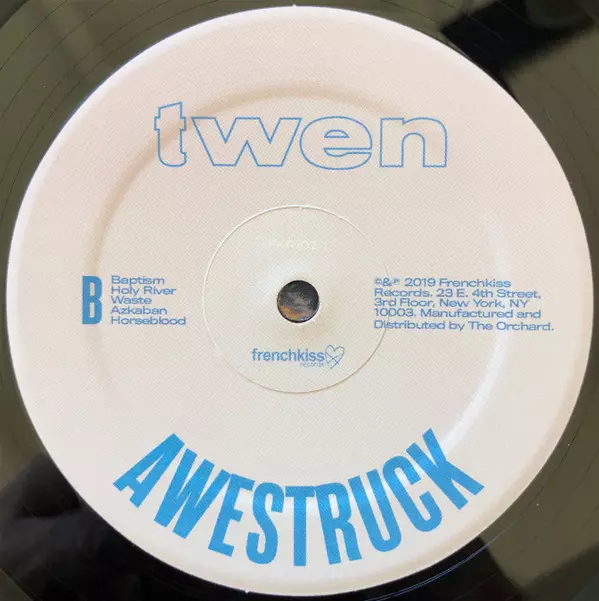 twen
B
Baptism
Holy River
Waste
Azkaban
Horseblood
©&℗ 2019 Frenchkiss
Records. 23 E. 4th Street,
3rd Floor, New York, NY
10003. Manufactured and
Distributed by The Orchard.
frenchkiss
records
AWESTRUCK